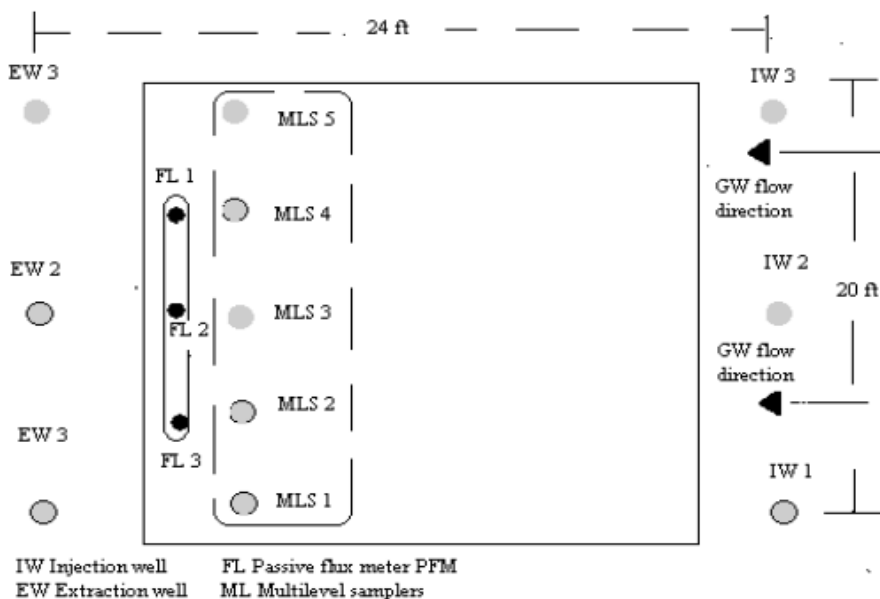 24 ft
EW 3
IW 3
MLS 5
FL 1
GW flow
direction
MLS 4
EW 2
IW 2
20 ft
MLS 3
FL 2
GW flow
direction
MLS 2
EW 3
FL 3
IW 1
MLS 1
IW Injection well FL Passive flux meter PFM
EW Extraction well ML Multilevel samplers